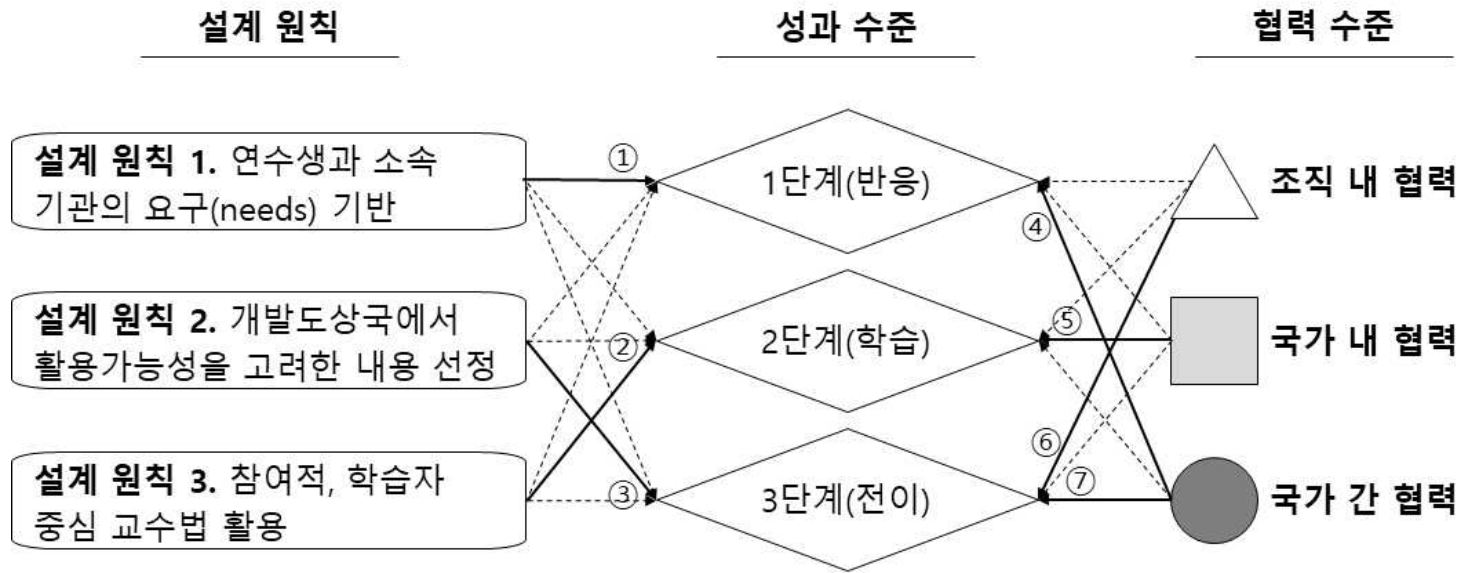 설계 원칙
성과 수준
협력 수준
설계 원칙 1. 연수생과 소속
기관의 요구(needs) 기반
①
1단계(반응)
④
조직 내 협력
설계 원칙 2. 개발도상국에서
활용가능성을 고려한 내용 선정
②
2단계(학습)
⑤
국가 내 협력
설계 원칙 3. 참여적, 학습자
중심 교수법 활용
③
3단계(전이)
⑥
⑦
국가 간 협력